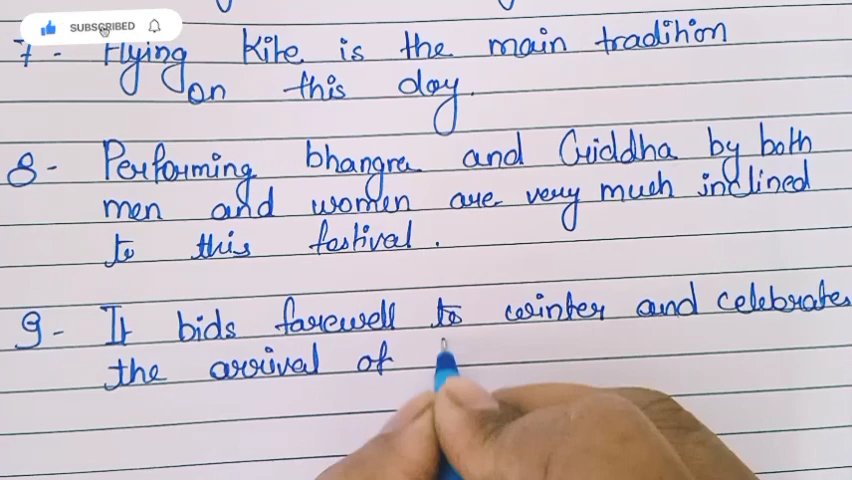 SUBSCRIBED
7 - Flying Kite is the main tradition
on this day.
8 - Performing bhangra and Giddha by both
men and women are very much inclined
to this festival.
9 - It bids farewell to winter and celebrates
the arrival of